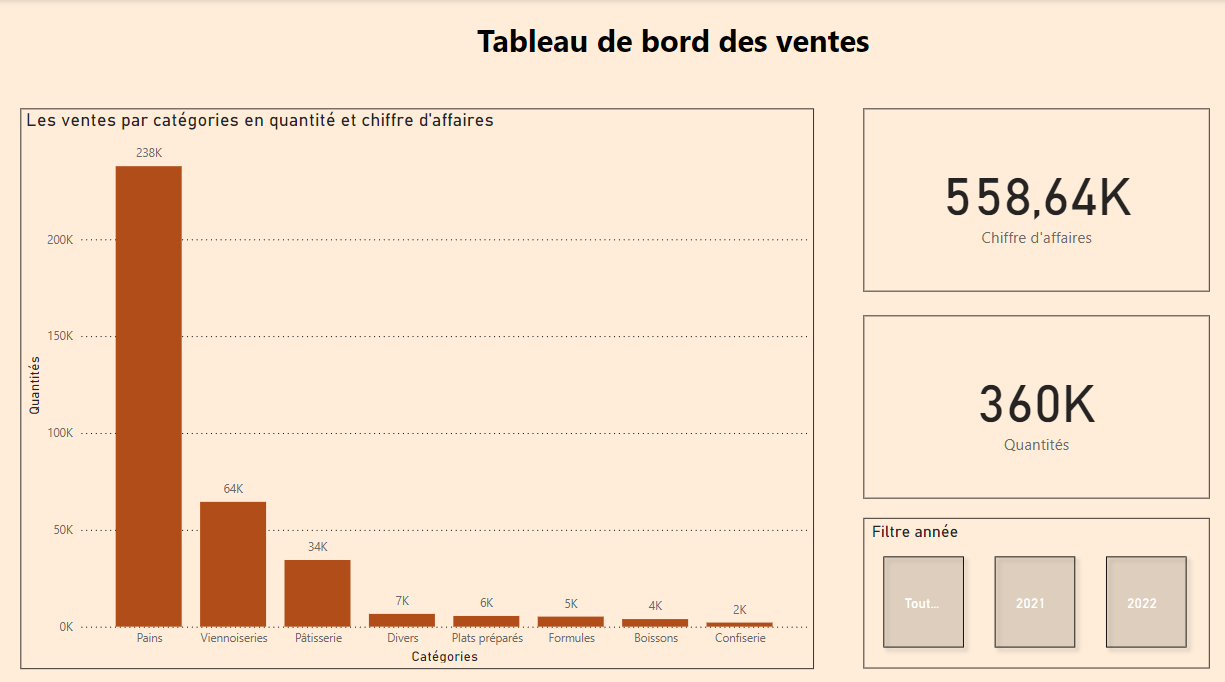 Tableau de bord des ventes
Les ventes par catégories en quantité et chiffre d'affaires
238K
200K
150K
100K
50K
0K
Quantités
64K
34K
7K
6K
5K
4K
2K
Pains
Viennoiseries
Pâtisserie
Divers
Plats préparés
Formules
Boissons
Confiserie
Catégories
558,64K
Chiffre d'affaires
360K
Quantités
Filtre année
Tout...
2021
2022